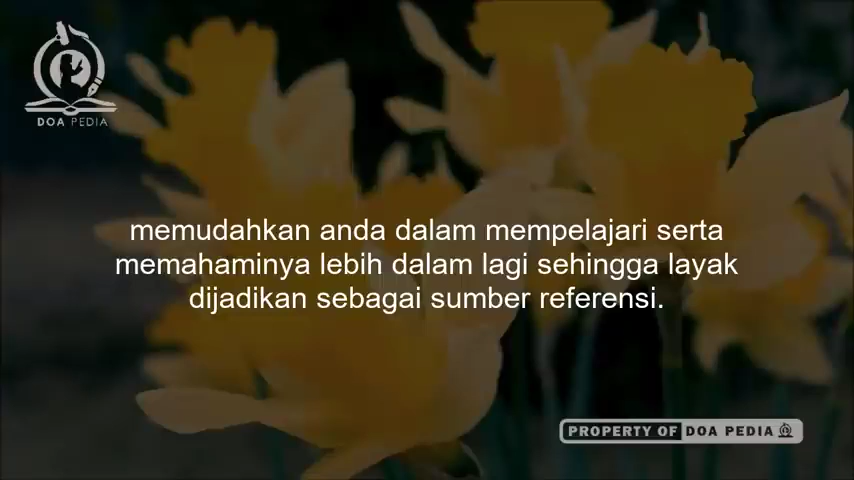 DOA PEDIA
memudahkan anda dalam mempelajari serta
memahaminya lebih dalam lagi sehingga layak
dijadikan sebagai sumber referensi.
PROPERTY OF DOA PEDIA